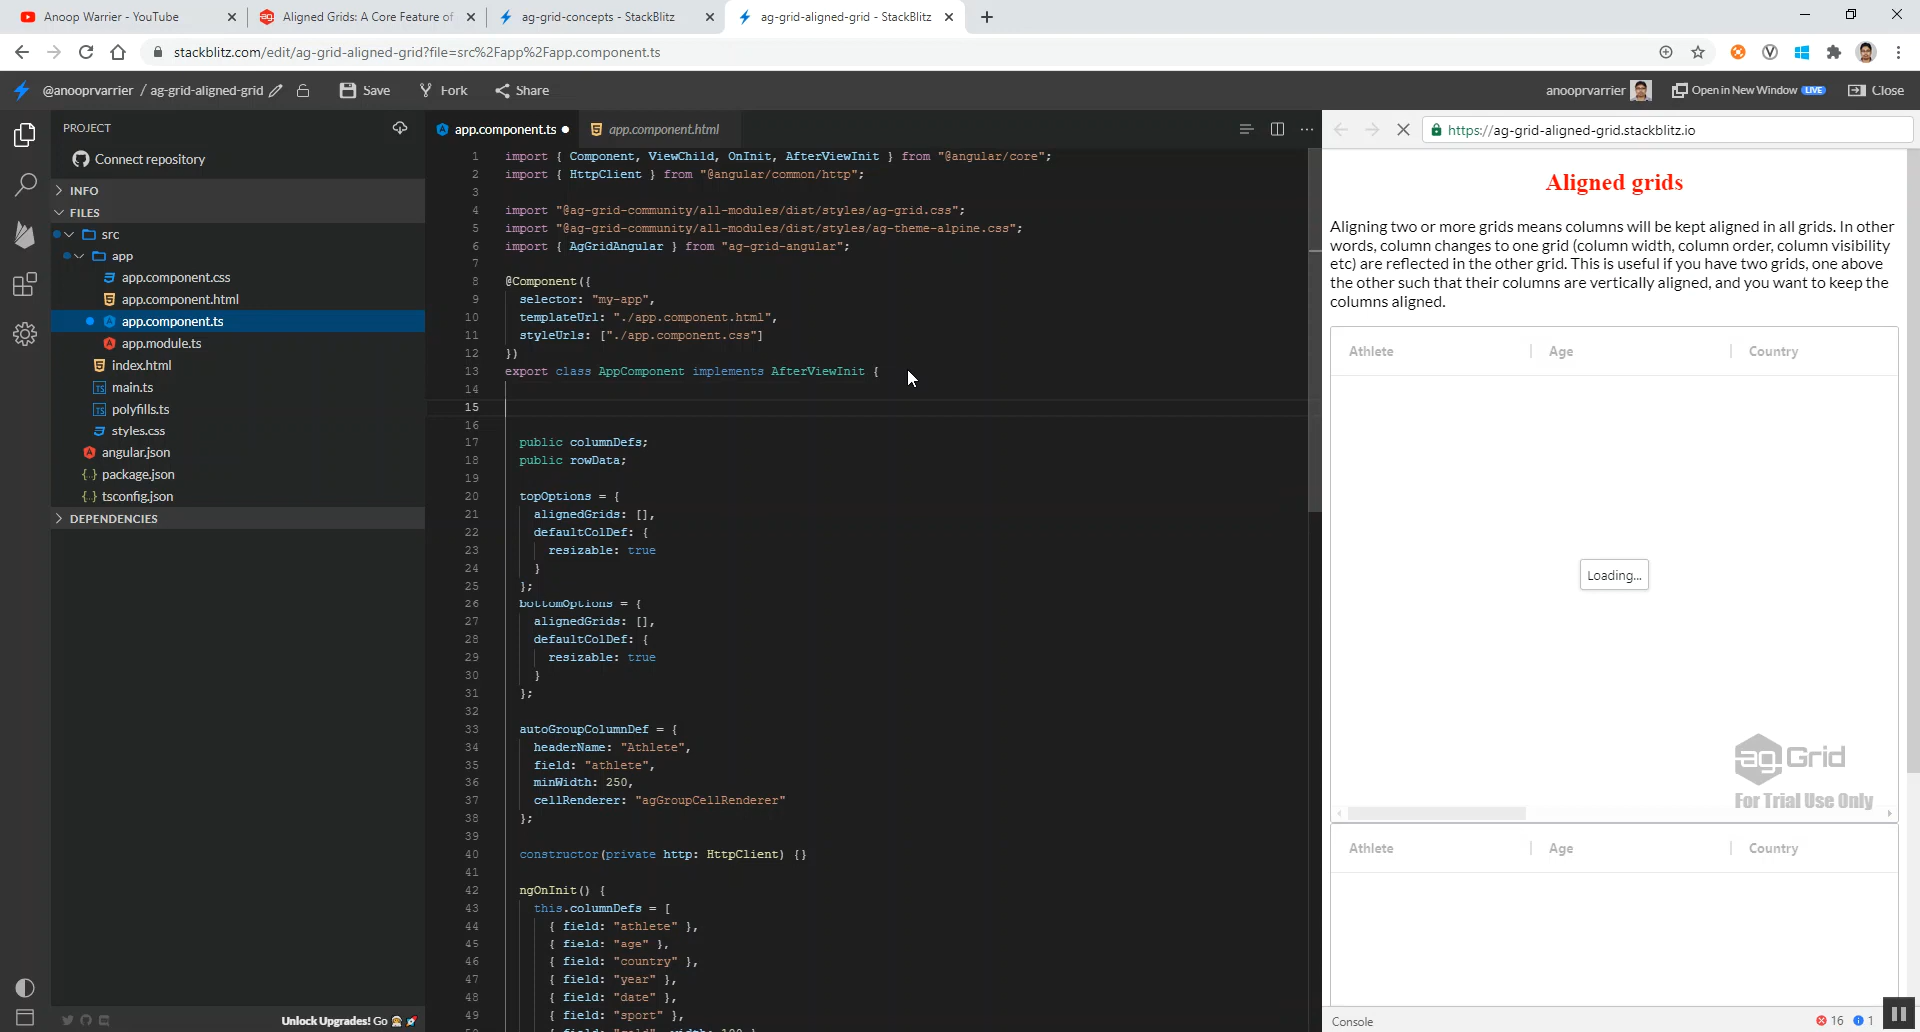 Anoop Warrier - YouTube
Aligned Grids: A Core Feature of
ag-grid-concepts - StackBlitz
ag-grid-aligned-grid - StackBlitz
stackblitz.com/edit/ag-grid-aligned-grid?file=src%2Fapp%2Fapp.component.ts
@anooprvarrier / ag-grid-aligned-grid
Save
Fork
Share
anooprvarrier
Open in New Window LIVE
Close
PROJECT
Connect repository
INFO
FILES
src
app
app.component.css
app.component.html
app.component.ts
app.module.ts
index.html
main.ts
polyfills.ts
styles.css
angular.json
package.json
tsconfig.json
DEPENDENCIES
Unlock Upgrades! Go
app.component.ts
app.component.html
1 import { Component, ViewChild, OnInit, AfterViewInit } from "@angular/core";
2 import { HttpClient } from "@angular/common/http";
3
4 import "@ag-grid-community/all-modules/dist/styles/ag-grid.css";
5 import "@ag-grid-community/all-modules/dist/styles/ag-theme-alpine.css";
6 import { AgGridAngular } from "ag-grid-angular";
7
8 @Component({
9 selector: "my-app",
10 templateUrl: "./app.component.html",
11 styleUrls: ["./app.component.css"]
12 })
13 export class AppComponent implements AfterViewInit {
14
15
16
17 public columnDefs;
18 public rowData;
19
20 topOptions = {
21 alignedGrids: [],
22 defaultColDef: {
23 resizable: true
24 }
25 };
26 bottomOptions = {
27 alignedGrids: [],
28 defaultColDef: {
29 resizable: true
30 }
31 };
32
33 autoGroupColumnDef = {
34 headerName: "Athlete",
35 field: "athlete",
36 minWidth: 250,
37 cellRenderer: "agGroupCellRenderer"
38 };
39
40 constructor(private http: HttpClient) {}
41
42 ngOnInit() {
43 this.columnDefs = [
44 { field: "athlete" },
45 { field: "age" },
46 { field: "country" },
47 { field: "year" },
48 { field: "date" },
49 { field: "sport" },
https://ag-grid-aligned-grid.stackblitz.io
Aligned grids
Aligning two or more grids means columns will be kept aligned in all grids. In other
words, column changes to one grid (column width, column order, column visibility
etc) are reflected in the other grid. This is useful if you have two grids, one above
the other such that their columns are vertically aligned, and you want to keep the
columns aligned.
Athlete
Age
Country
Loading...
ag Grid
For Trial Use Only
Athlete
Age
Country
Console
16
1